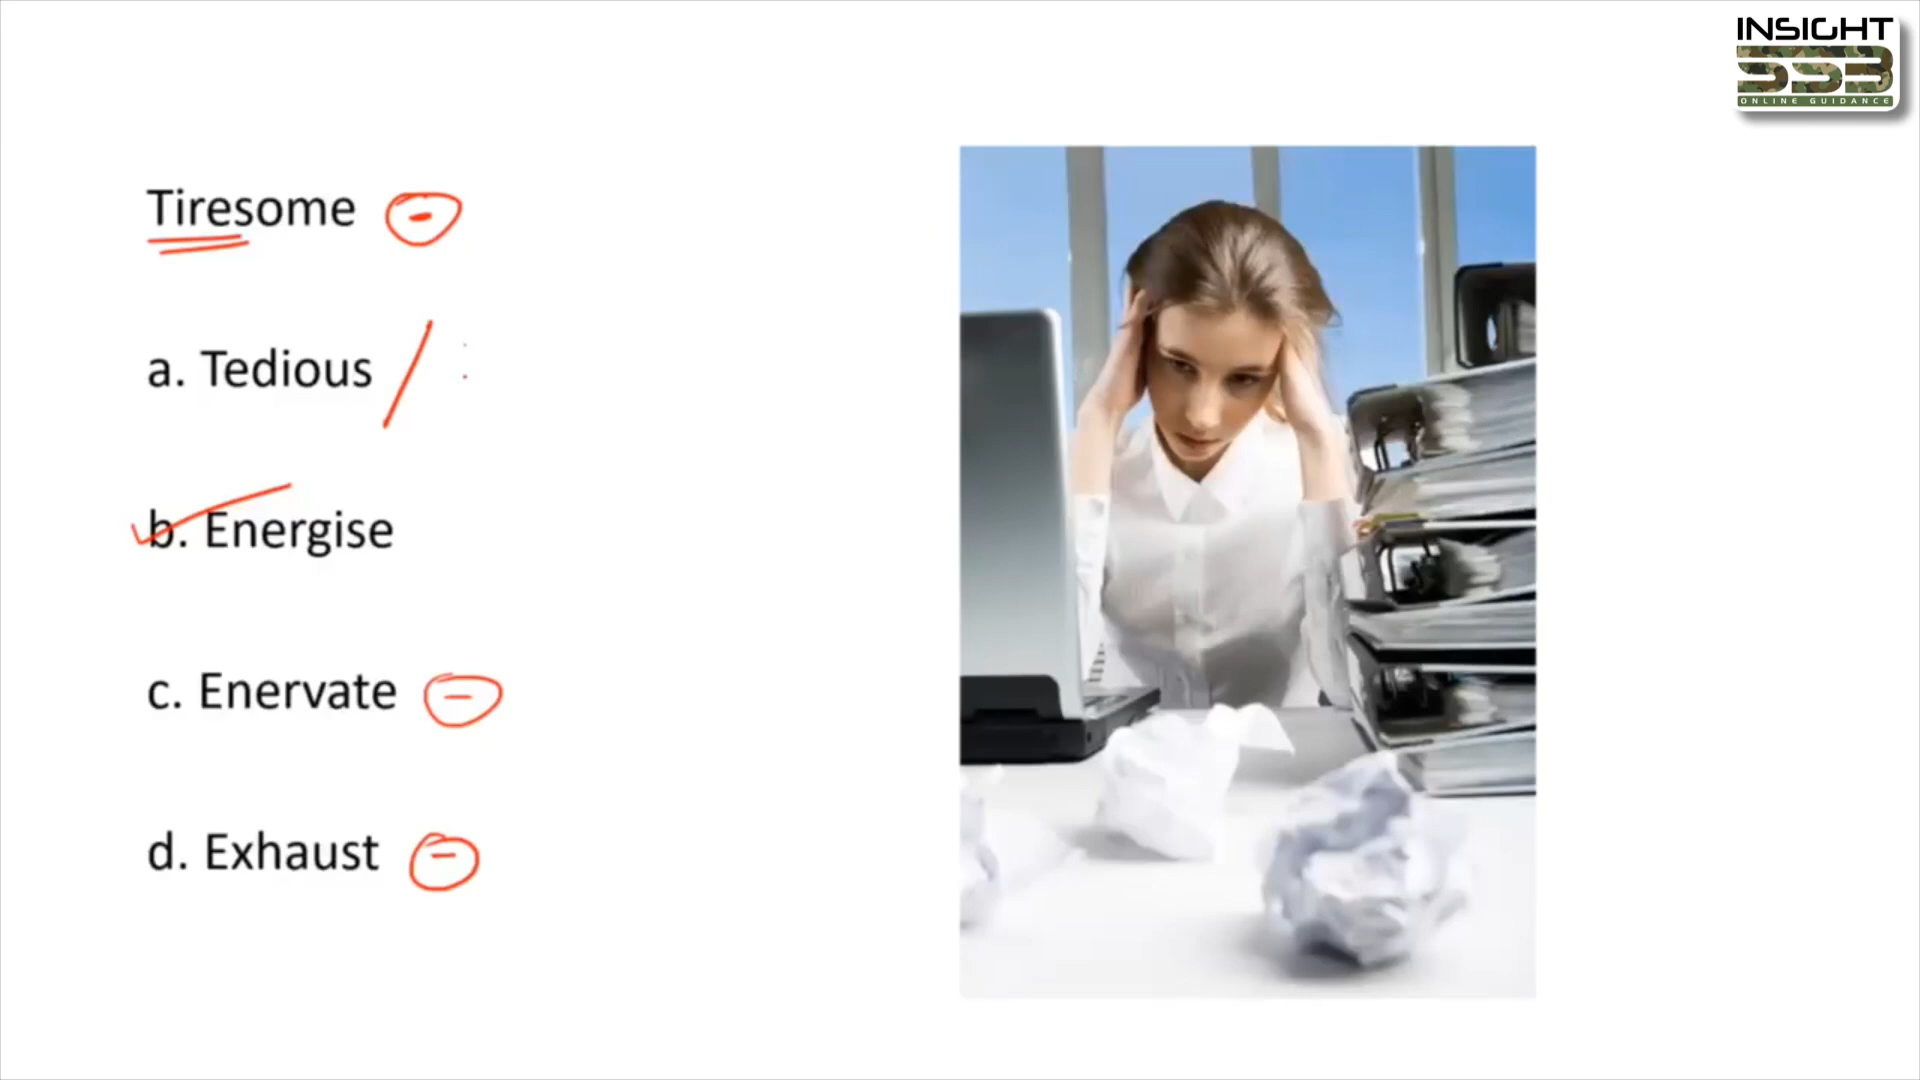 INSIGHT
SSB
ONLINE GUIDANCE
Tiresome
a. Tedious
b. Energise
c. Enervate
d. Exhaust